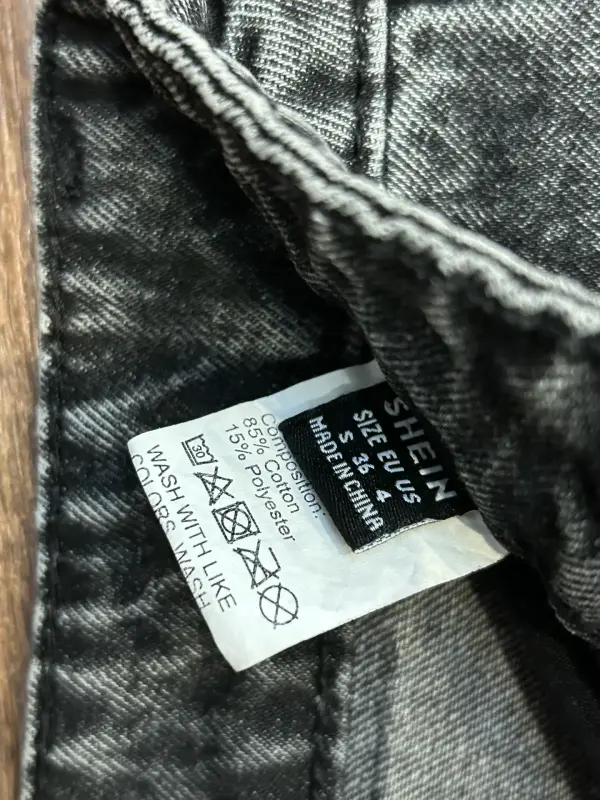 SHEIN
SIZE EU US
S 36 4
MADE IN CHINA
Composition:
85% Cotton
15% Polyester
30
WASH WITH LIKE
COLORS, WASH